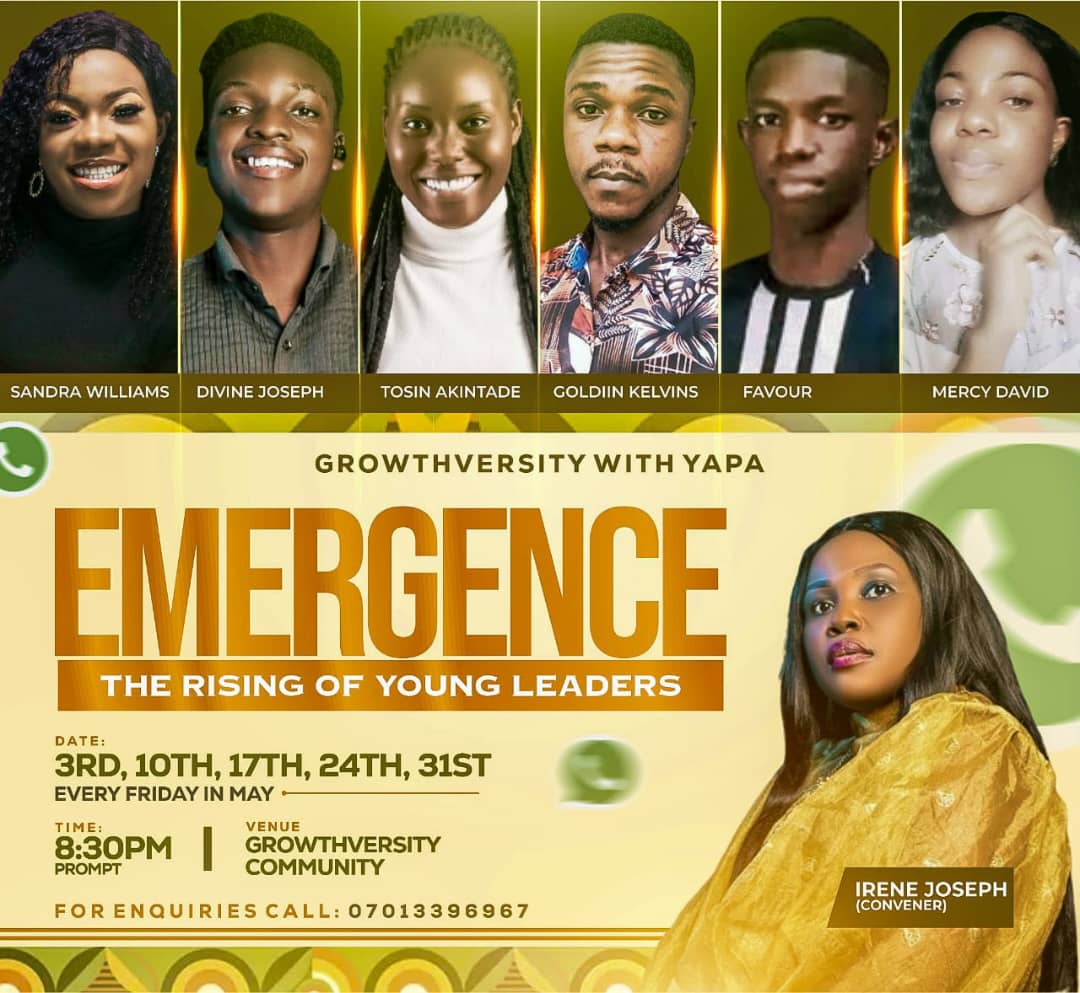 SANDRA WILLIAMS
DIVINE JOSEPH
TOSIN AKINTADE
GOLDIIN KELVINS
FAVOUR
MERCY DAVID
GROWTHVERSITY WITH YAPA
EMERGENCE
THE RISING OF YOUNG LEADERS
DATE:
3RD, 10TH, 17TH, 24TH, 31ST
EVERY FRIDAY IN MAY
TIME:
8:30PM
PROMPT
VENUE
GROWTHVERSITY
COMMUNITY
FOR ENQUIRIES CALL: 07013396967
IRENE JOSEPH
(CONVENER)